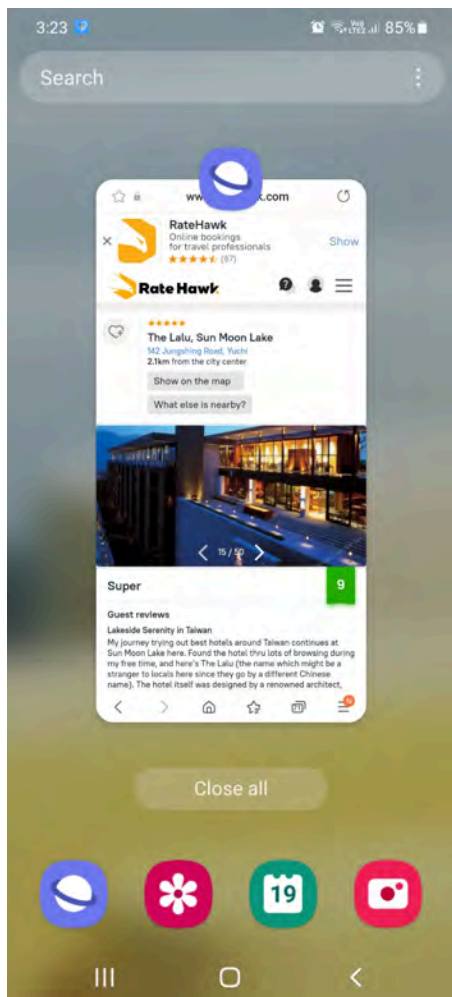 3:23
85%
Search
www
k.com
RateHawk
Online bookings
for travel professionals
(67)
Show
RateHawk
The Lalu, Sun Moon Lake
142 Jungshing Road, Yuchi
2.1km from the city center
Show on the map
What else is nearby?
15 / 50
Super
9
Guest reviews
Lakeside Serenity in Taiwan
My journey trying out best hotels around Taiwan continues at
Sun Moon Lake here. Found the hotel thru lots of browsing during
my free time, and here's The Lalu (the name which might be a
stranger to locals here since they go by a different Chinese
name). The hotel itself was designed by a renowned architect,
Close all
19